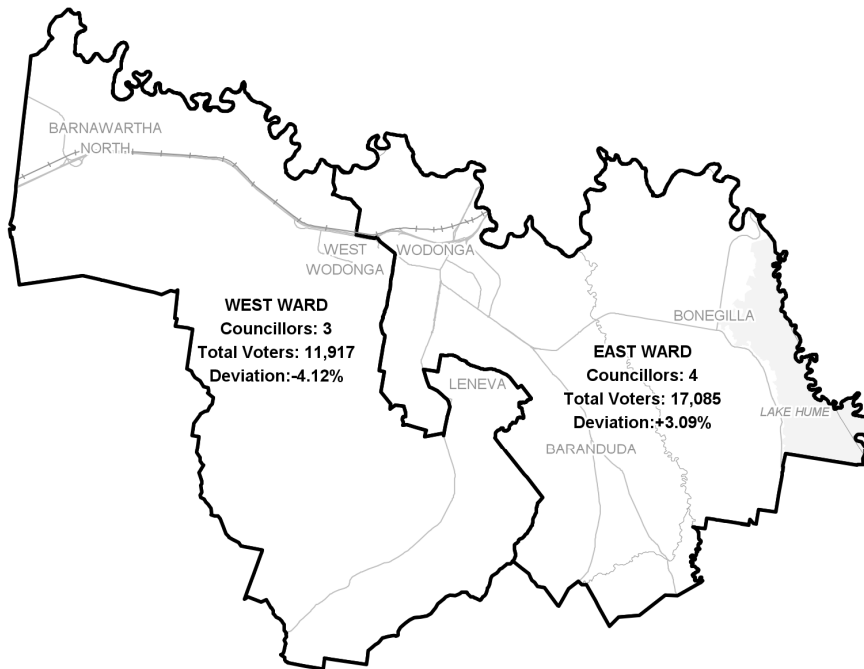 BARNAWARTHA
NORTH
WEST
WODONGA
WODONGA
WEST WARD
Councillors: 3
Total Voters: 11,917
Deviation:-4.12%
LENEVA
BONEGILLA
EAST WARD
Councillors: 4
Total Voters: 17,085
Deviation:+3.09%
LAKE HUME
BARANDUDA